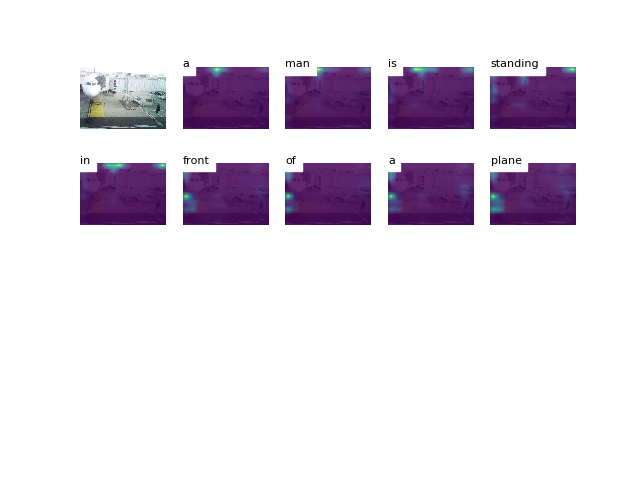 a man is standing
in front of a plane